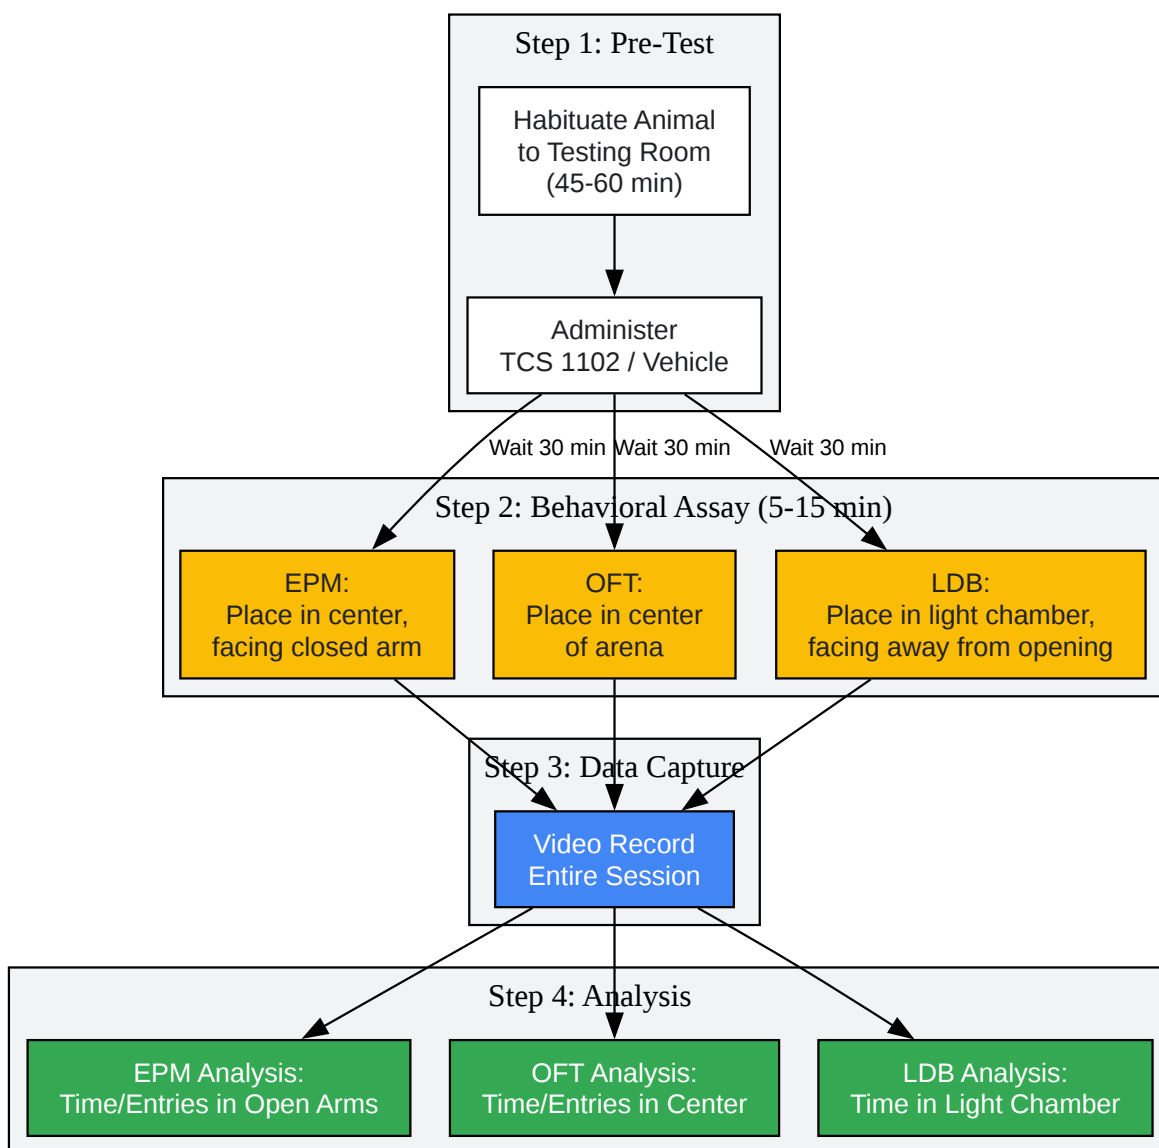 Step 1: Pre-Test
Habituate Animal
to Testing Room
(45-60 min)
Administer
TCS 1102 / Vehicle
Wait 30 min
Wait 30 min
Wait 30 min
Step 2: Behavioral Assay (5-15 min)
EPM:
Place in center,
facing closed arm
OFT:
Place in center
of arena
LDB:
Place in light chamber,
facing away from opening
Step 3: Data Capture
Video Record
Entire Session
Step 4: Analysis
EPM Analysis:
Time/Entries in Open Arms
OFT Analysis:
Time/Entries in Center
LDB Analysis:
Time in Light Chamber